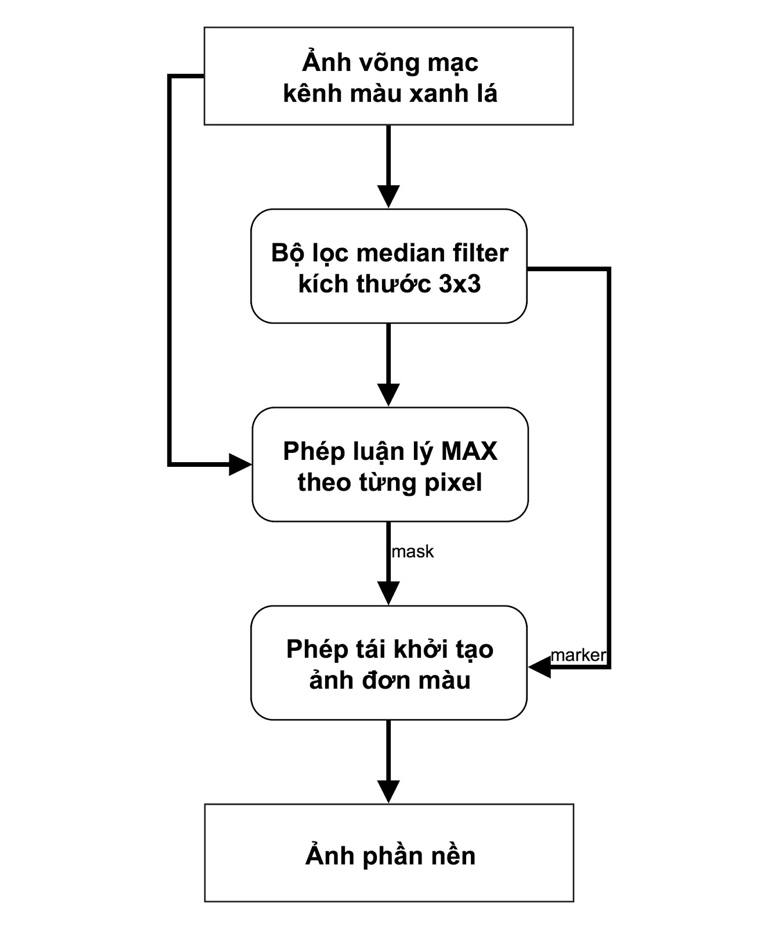 Ảnh võng mạc
kênh màu xanh lá
Bộ lọc median filter
kích thước 3x3
Phép luận lý MAX
theo từng pixel
mask
Phép tái khởi tạo
ảnh đơn màu
marker
Ảnh phần nền